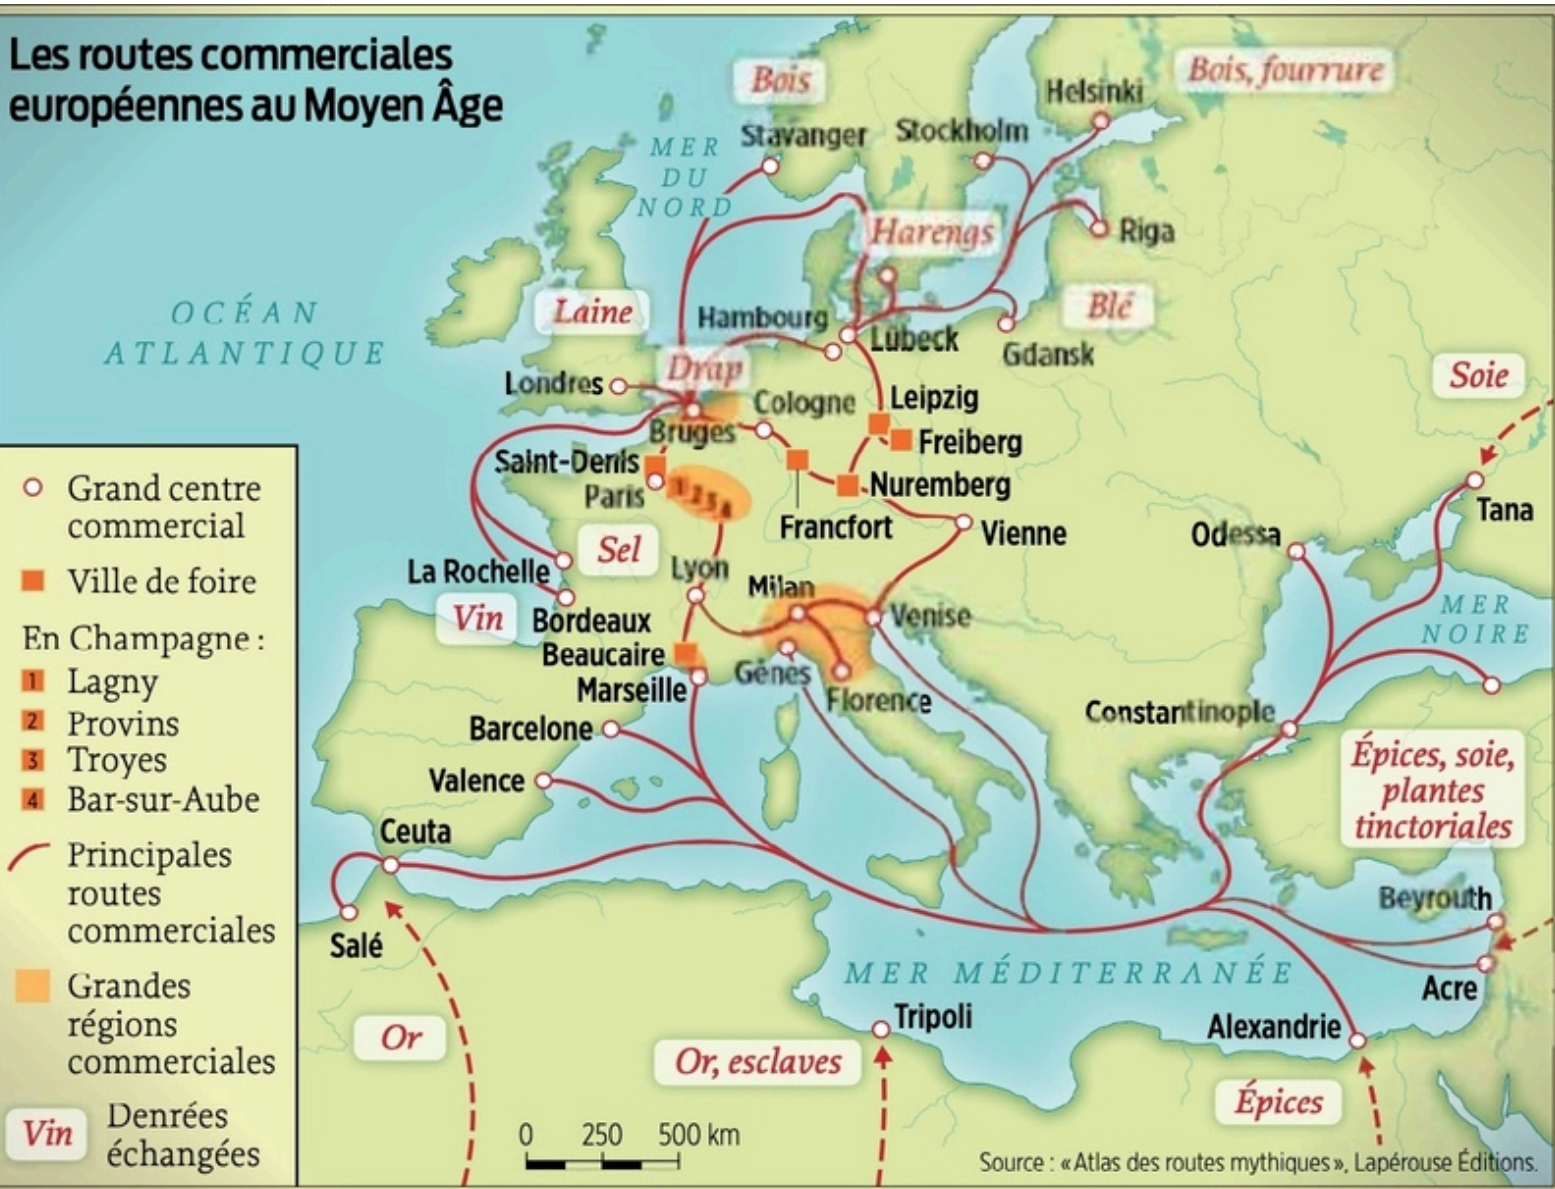 Les routes commerciales
européennes au Moyen Âge
Bois
Bois, fourrure
Helsinki
Stavanger
Stockholm
MER
DU
NORD
Harengs
Riga
OCÉAN
ATLANTIQUE
Laine
Hambourg
Lübeck
Blé
Gdansk
Drap
Soie
Londres
Cologne
Leipzig
Bruges
Freiberg
Saint-Denis
Paris
1 2 3 4
Nuremberg
Francfort
Vienne
Odessa
Tana
Sel
La Rochelle
Lyon
Milan
Vin
Bordeaux
Venise
MER
NOIRE
Beaucaire
Gênes
Marseille
Florence
Barcelone
Constantinople
Valence
Épices, soie,
plantes
tinctoriales
Ceuta
Salé
Beyrouth
MER MÉDITERRANÉE
Acre
Tripoli
Alexandrie
Or
Or, esclaves
Épices
Grand centre
commercial
Ville de foire
En Champagne :
1 Lagny
2 Provins
3 Troyes
4 Bar-sur-Aube
Principales
routes
commerciales
Grandes
régions
commerciales
Vin Denrées
échangées
0 250 500 km
Source : « Atlas des routes mythiques », Lapérouse Éditions.